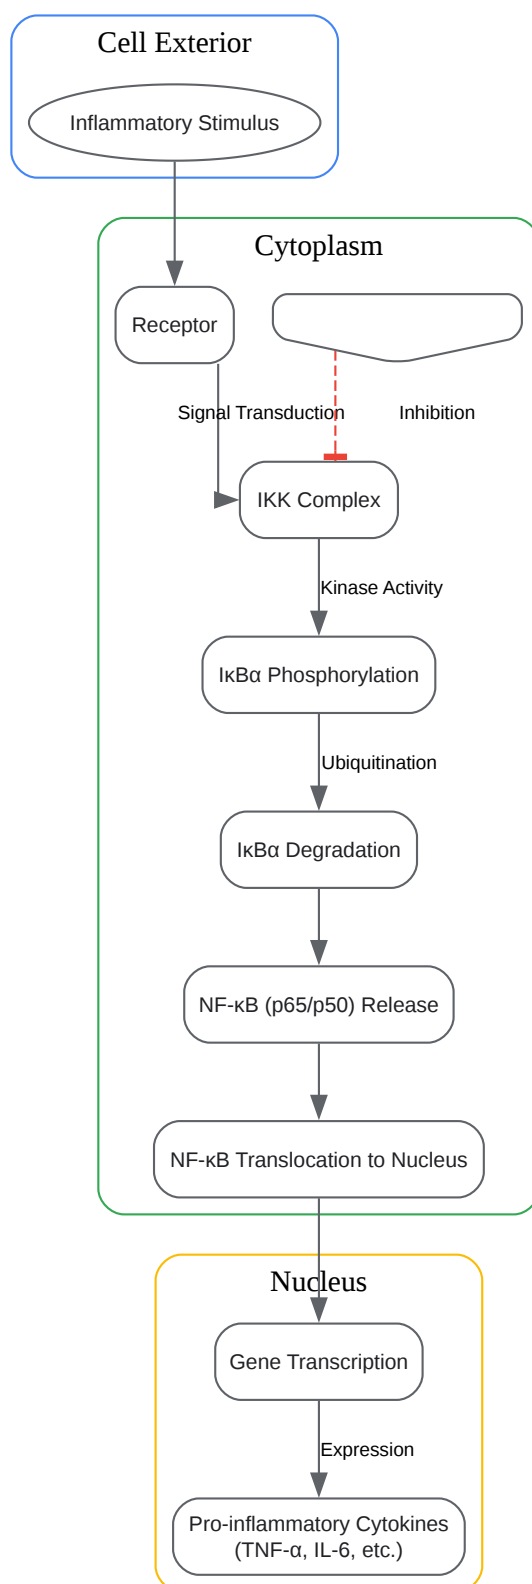 Cell Exterior
Inflammatory Stimulus
Cytoplasm
Receptor
Signal Transduction
Inhibition
IKK Complex
Kinase Activity
IκBα Phosphorylation
Ubiquitination
IκBα Degradation
NF-κB (p65/p50) Release
NF-κB Translocation to Nucleus
Nucleus
Gene Transcription
Expression
Pro-inflammatory Cytokines
(TNF-α, IL-6, etc.)